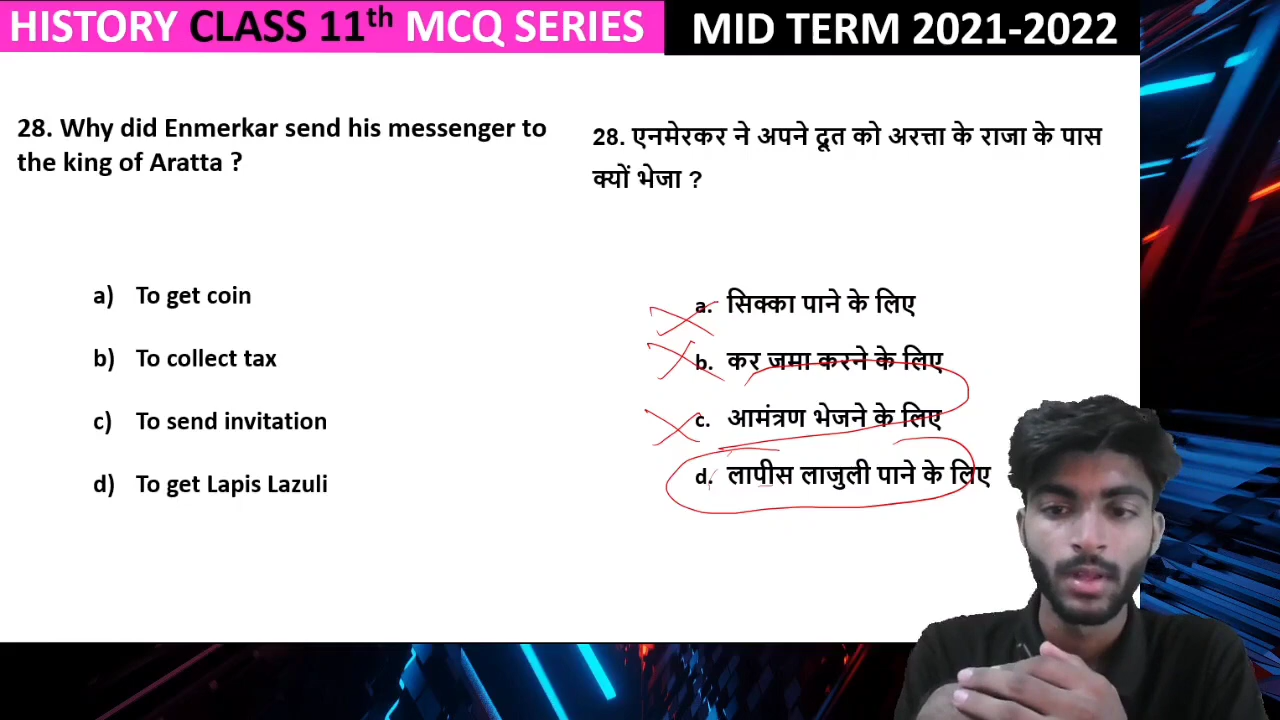 HISTORY CLASS 11th MCQ SERIES
MID TERM 2021-2022
28. Why did Enmerkar send his messenger to
the king of Aratta ?
a) To get coin
b) To collect tax
c) To send invitation
d) To get Lapis Lazuli
28. एनमेरकर ने अपने दूत को अरत्ता के राजा के पास
क्यों भेजा ?
a. सिक्का पाने के लिए
b. कर जमा करने के लिए
c. आमंत्रण भेजने के लिए
d. लापीस लाजुली पाने के लिए